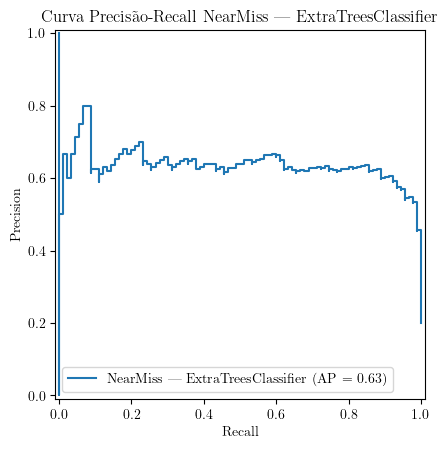 Curva Precisão-Recall NearMiss — ExtraTreesClassifier
1.0
0.8
0.6
0.4
0.2
0.0
Precision
NearMiss — ExtraTreesClassifier (AP = 0.63)
0.0 0.2 0.4 0.6 0.8 1.0
Recall